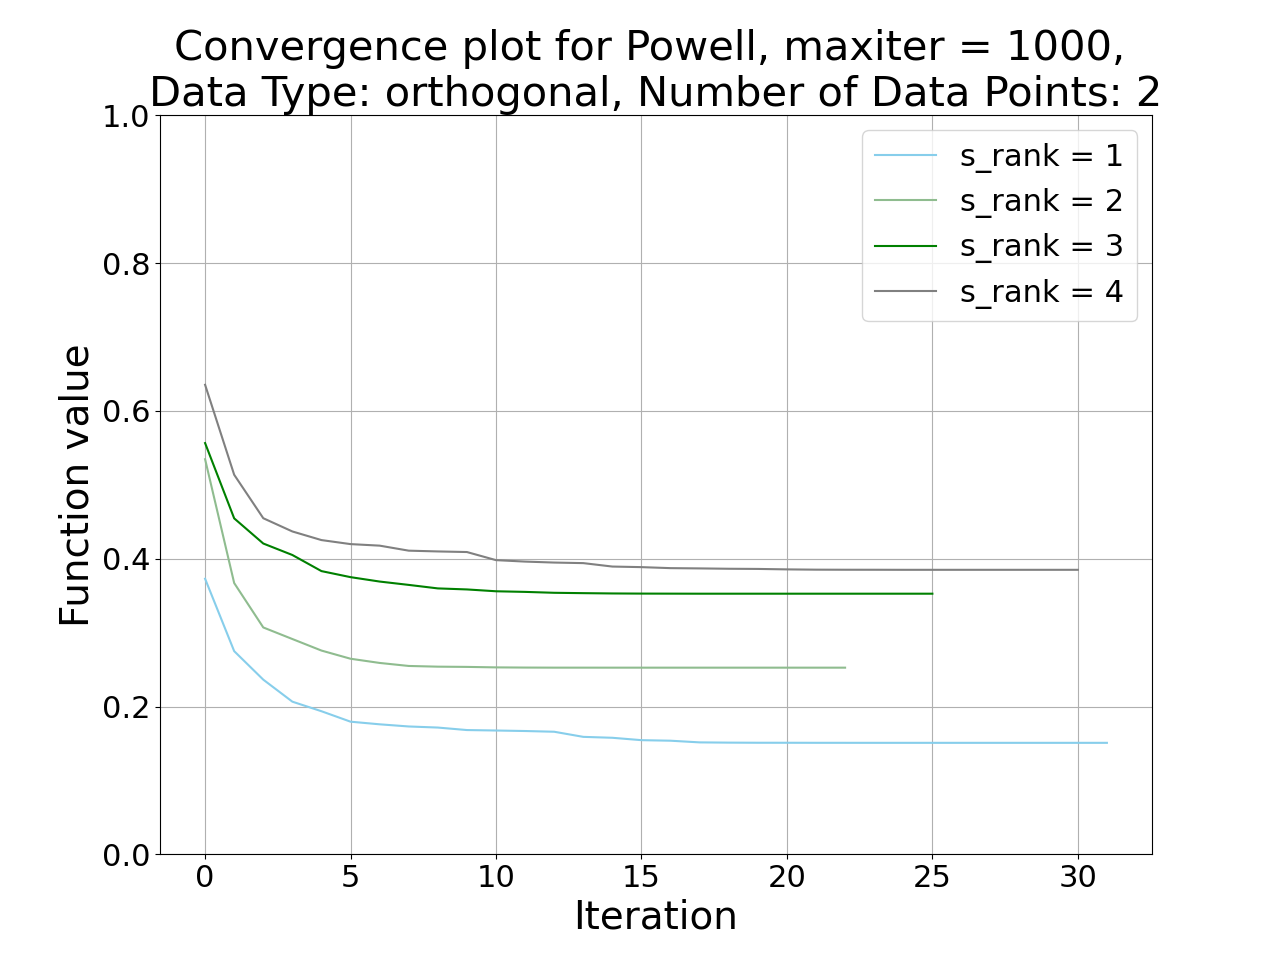 Convergence plot for Powell, maxiter = 1000,
Data Type: orthogonal, Number of Data Points: 2
1.0
0.8
0.6
0.4
0.2
0.0
Function value
s_rank = 1
s_rank = 2
s_rank = 3
s_rank = 4
0 5 10 15 20 25 30
Iteration